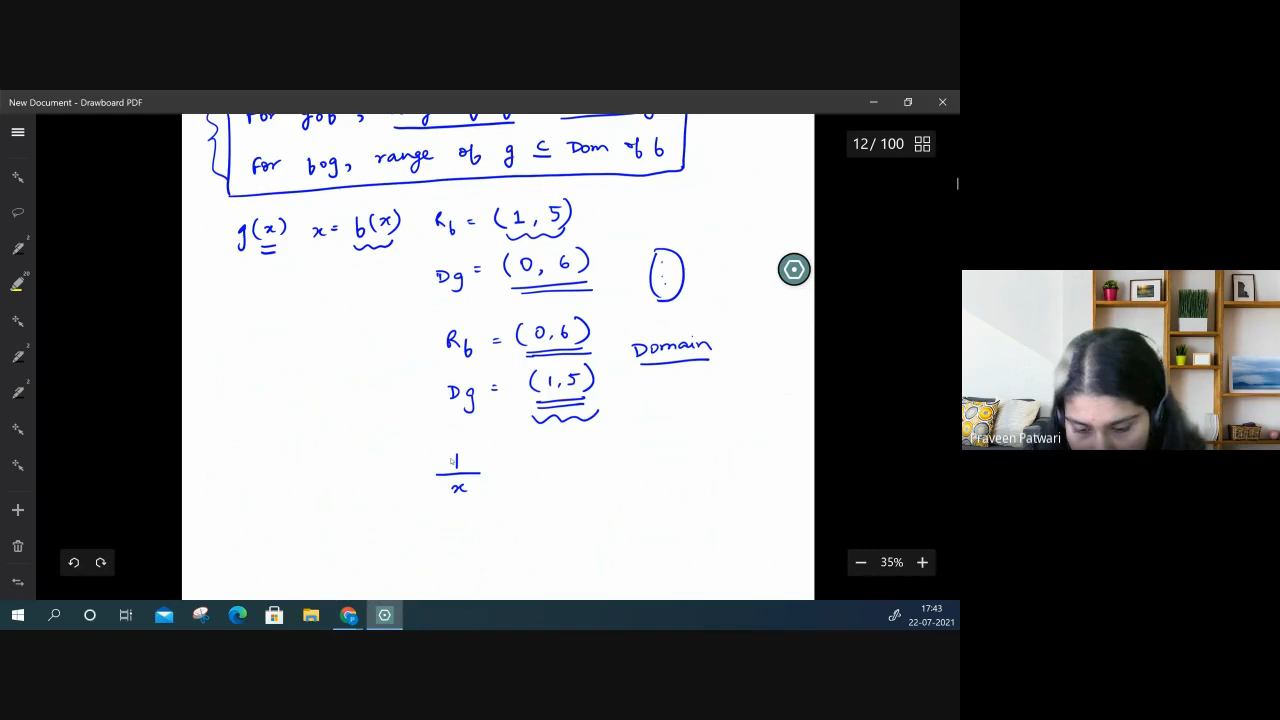 New Document - Drawboard PDF
12 / 100
For bog, range of g ⊆ Dom of b
g(x) x = b(x) Rb = (1, 5)
Dg = (0, 6)
Rb = (0, 6) Domain
Dg = (1, 5)
1
x
Praveen Patwari
35%
17:43
22-07-2021